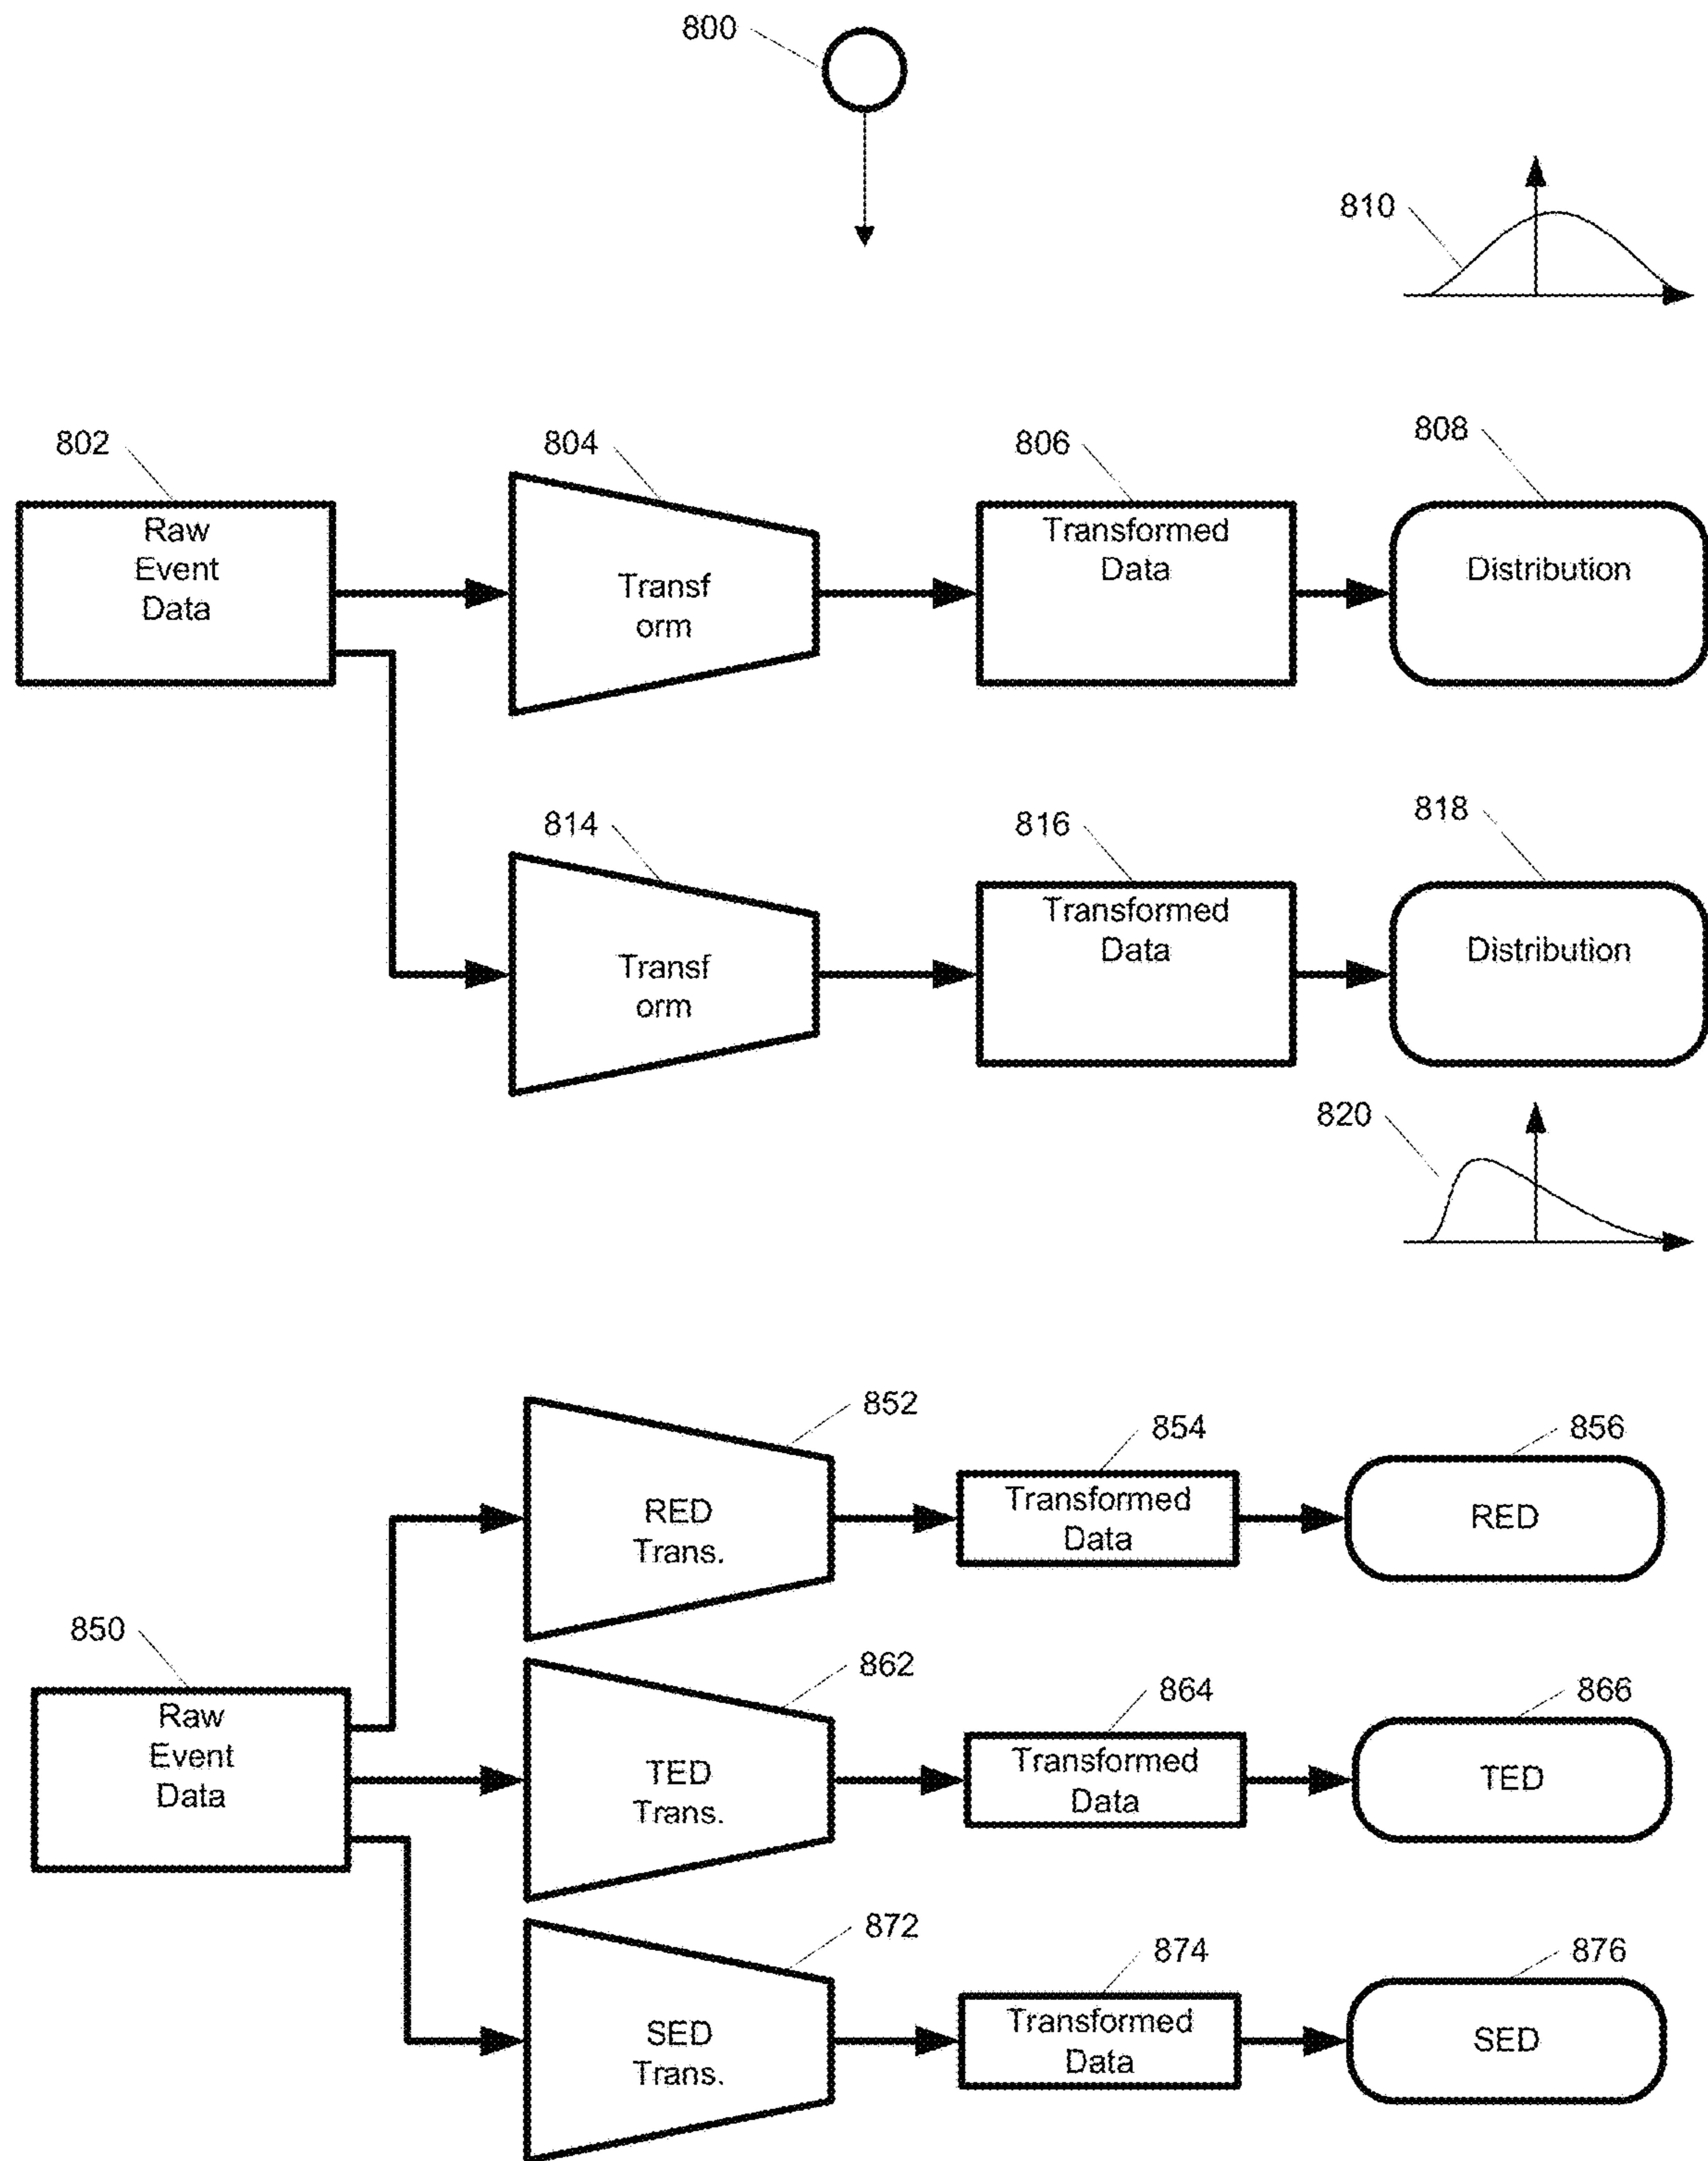 800
810
802
804
806
808
Raw
Event
Data
Transf
orm
Transformed
Data
Distribution
814
816
818
Transf
orm
Transformed
Data
Distribution
820
852
854
856
RED
Trans.
Transformed
Data
RED
850
Raw
Event
Data
862
864
866
TED
Trans.
Transformed
Data
TED
872
874
876
SED
Trans.
Transformed
Data
SED